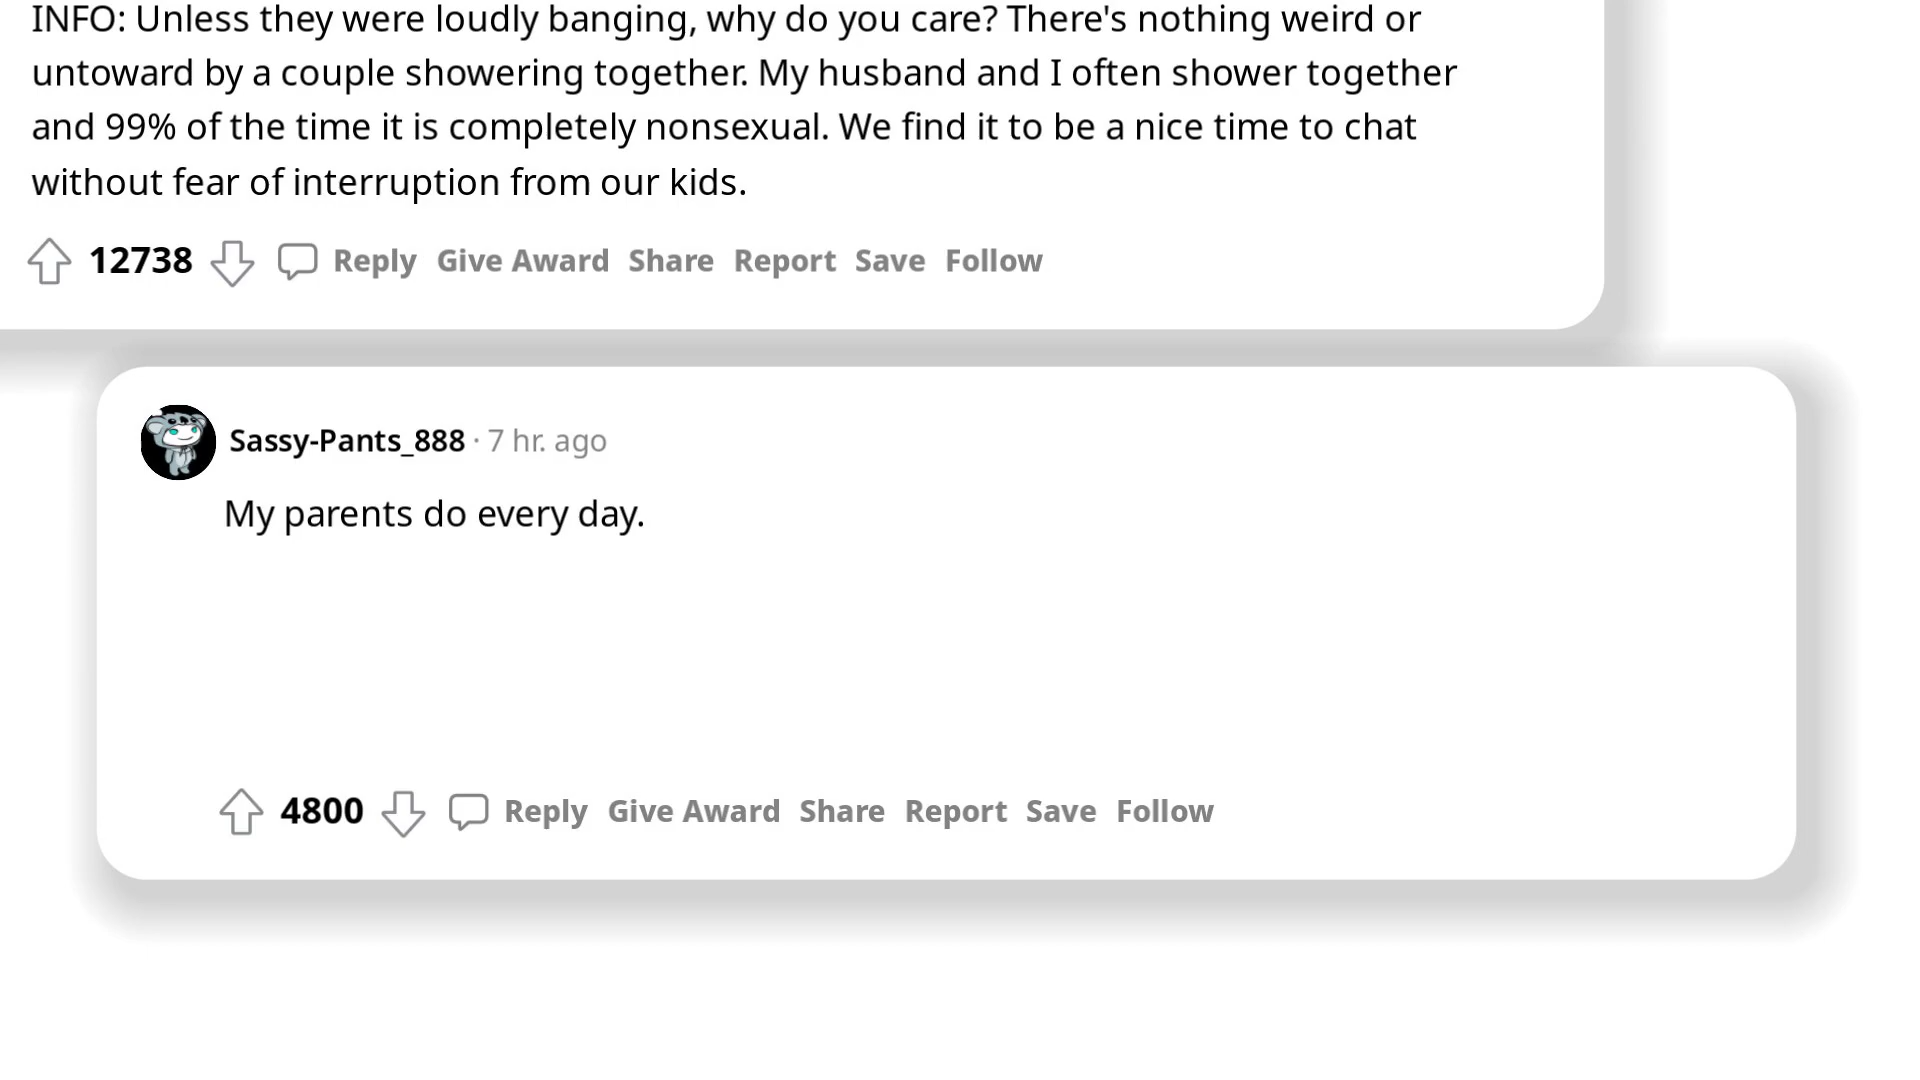 INFO: Unless they were loudly banging, why do you care? There's nothing weird or
untoward by a couple showering together. My husband and I often shower together
and 99% of the time it is completely nonsexual. We find it to be a nice time to chat
without fear of interruption from our kids.
12738 Reply Give Award Share Report Save Follow
Sassy-Pants_888 · 7 hr. ago
My parents do every day.
4800 Reply Give Award Share Report Save Follow